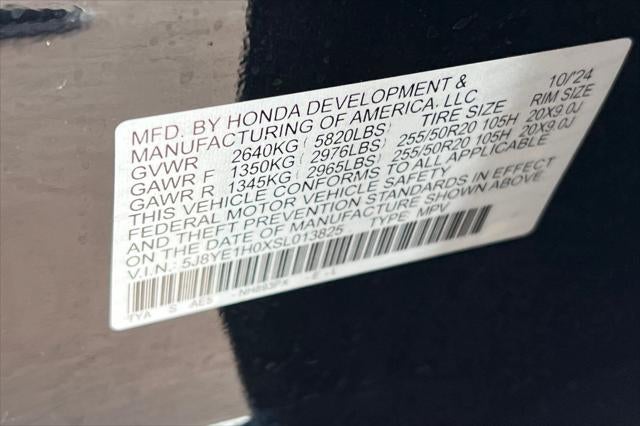 MFD. BY HONDA DEVELOPMENT & 10/'24
MANUFACTURING OF AMERICA, LLC
GVWR 2640KG (5820LBS) TIRE SIZE RIM SIZE
GAWR F 1350KG (2976LBS) 255/50R20 105H 20X9.0J
GAWR R 1345KG (2965LBS) 255/50R20 105H 20X9.0J
THIS VEHICLE CONFORMS TO ALL APPLICABLE
FEDERAL MOTOR VEHICLE SAFETY
AND THEFT PREVENTION STANDARDS IN EFFECT
ON THE DATE OF MANUFACTURE SHOWN ABOVE.
V.I.N.: 5J8YE1H0XSL013825 TYPE: MPV
TYA S AES NH893PX E-L